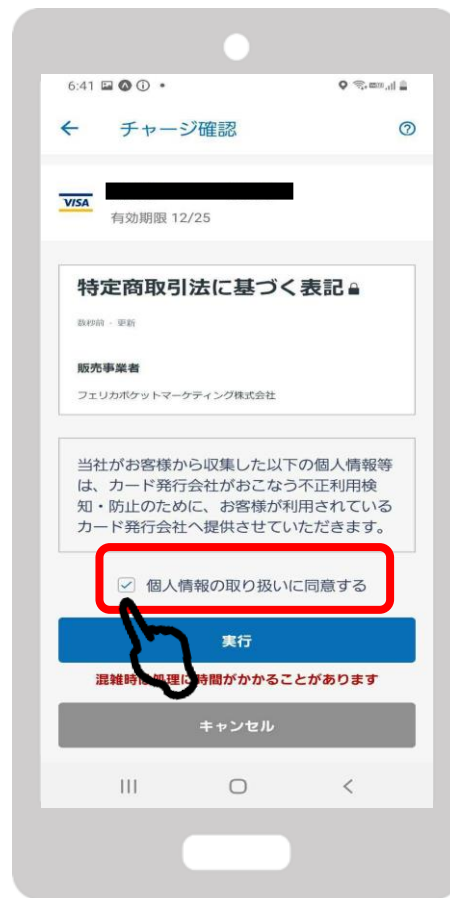 6:41
チャージ確認
VISA
有効期限 12/25
特定商取引法に基づく表記
数秒前 · 更新
販売事業者
フェリカポケットマーケティング株式会社
当社がお客様から収集した以下の個人情報等
は、カード発行会社がおこなう不正利用検
知・防止のために、お客様が利用されている
カード発行会社へ提供させていただきます。
個人情報の取り扱いに同意する
実行
混雑時は処理に時間がかかることがあります
キャンセル